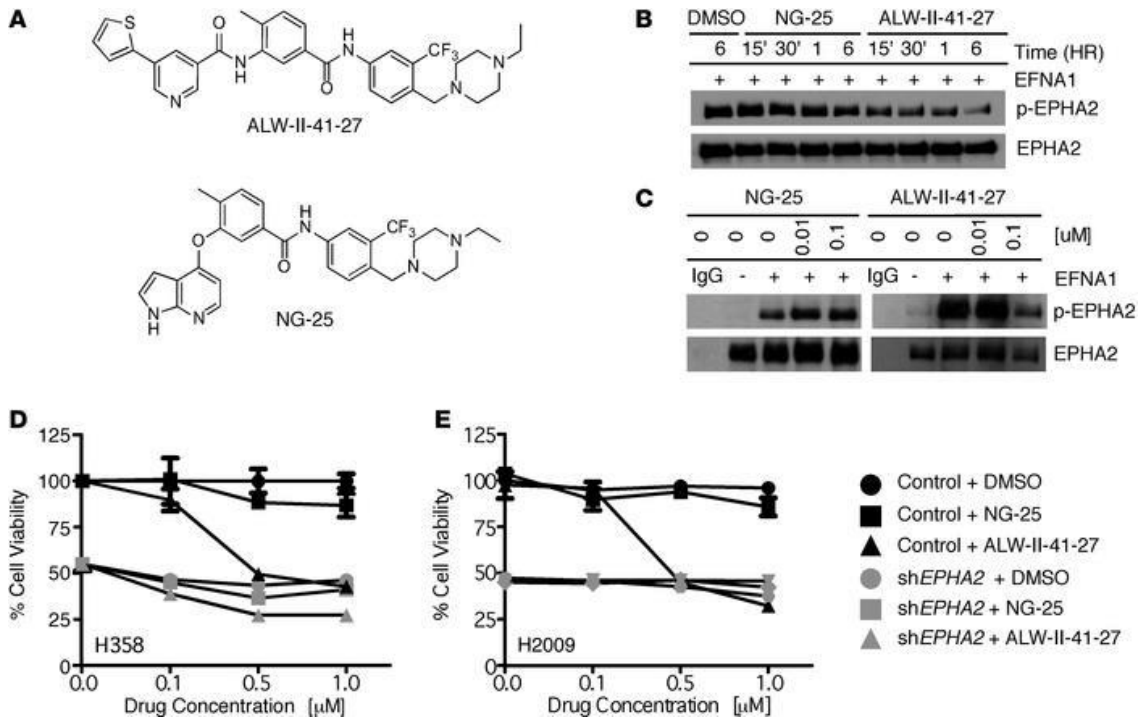 A
S
N
O
N
H
O
H
N
CF3
N
N
ALW-II-41-27
O
O
H
N
CF3
N
N
N
H
N
NG-25
B
DMSO NG-25 ALW-II-41-27
6 15' 30' 1 6 15' 30' 1 6 Time (HR)
+ + + + + + + + + EFNA1
p-EPHA2
EPHA2
C
NG-25 ALW-II-41-27
0 0 0 0.01 0.1 0 0 0 0.01 0.1 [uM]
IgG - + + + IgG - + + + EFNA1
p-EPHA2
EPHA2
D
% Cell Viability
125
100
75
50
25
0
H358
0.0 0.1 0.5 1.0
Drug Concentration [µM]
E
% Cell Viability
125
100
75
50
25
0
H2009
0.0 0.1 0.5 1.0
Drug Concentration [µM]
Control + DMSO
Control + NG-25
Control + ALW-II-41-27
shEPHA2 + DMSO
shEPHA2 + NG-25
shEPHA2 + ALW-II-41-27